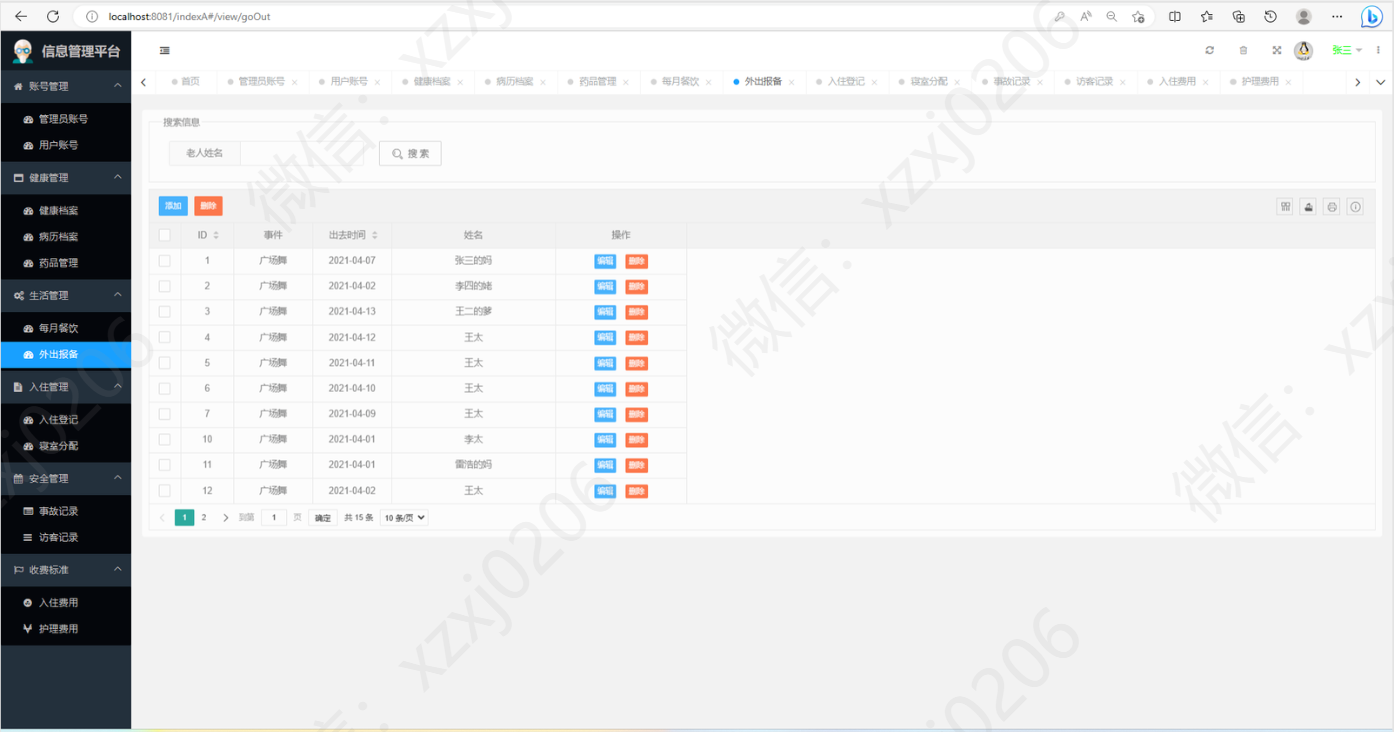 localhost:8081/indexA#/view/goOut
信息管理平台
张三
首页 管理员账号 用户账号 健康档案 病历档案 药品管理 每月餐饮 外出报备 入住登记 寝室分配 事故记录 访客记录 入住费用 护理费用
账号管理
管理员账号
用户账号
健康管理
健康档案
病历档案
药品管理
生活管理
每月餐饮
外出报备
入住管理
入住登记
寝室分配
安全管理
事故记录
访客记录
收费标准
入住费用
护理费用
搜索信息
老人姓名 搜索
添加 删除
ID 事件 出去时间 姓名 操作
1 广场舞 2021-04-07 张三的妈 编辑 删除
2 广场舞 2021-04-02 李四的姥 编辑 删除
3 广场舞 2021-04-13 王二的爹 编辑 删除
4 广场舞 2021-04-12 王太 编辑 删除
5 广场舞 2021-04-11 王太 编辑 删除
6 广场舞 2021-04-10 王太 编辑 删除
7 广场舞 2021-04-09 王太 编辑 删除
10 广场舞 2021-04-01 李太 编辑 删除
11 广场舞 2021-04-01 雷浩的妈 编辑 删除
12 广场舞 2021-04-02 王太 编辑 删除
1 2 到第 1 页 确定 共 15 条 10 条/页
微信：xzxj0206
微信：xzxj0206
微信：xzxj0206
微信：xz